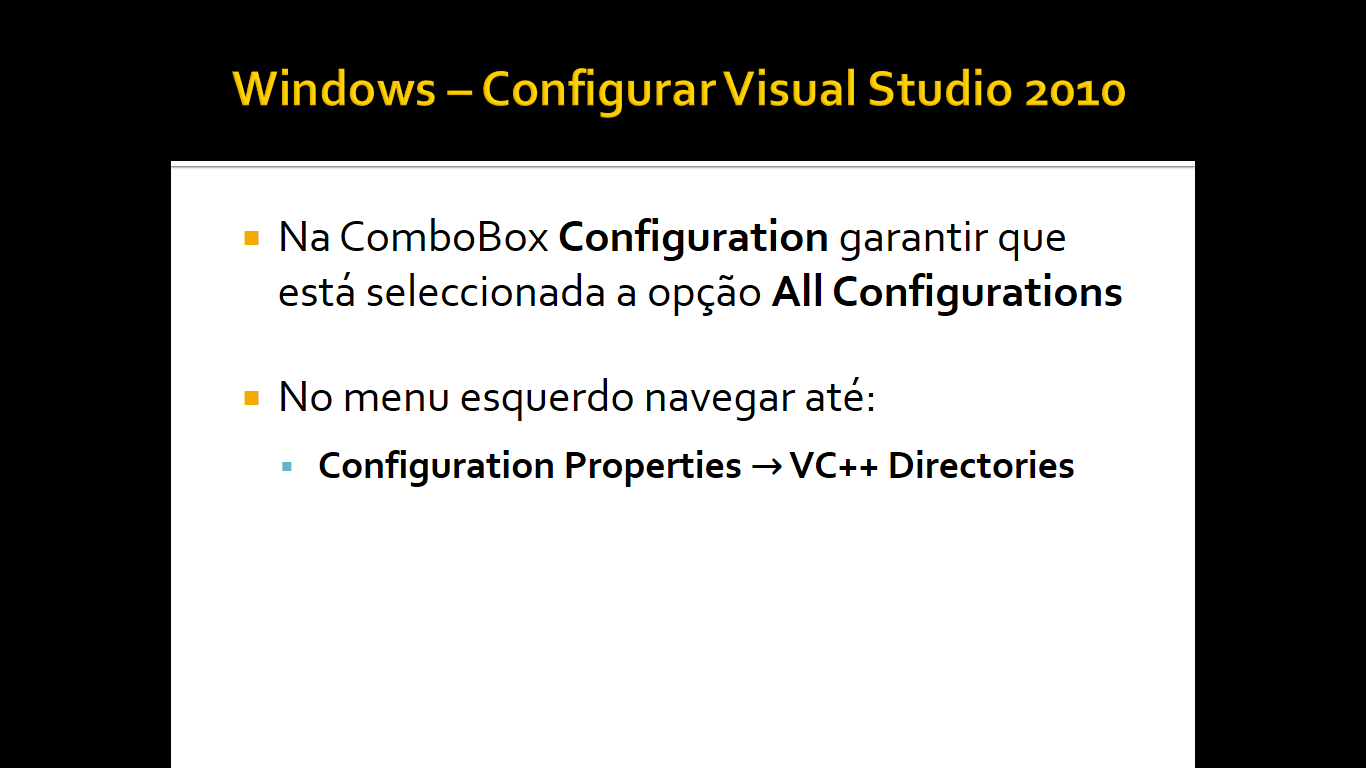 Windows – Configurar Visual Studio 2010
Na ComboBox Configuration garantir que
está seleccionada a opção All Configurations
No menu esquerdo navegar até:
Configuration Properties → VC++ Directories